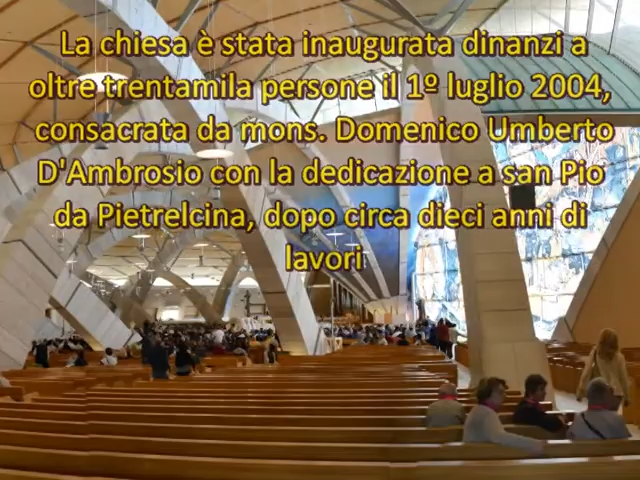 La chiesa è stata inaugurata dinanzi a
oltre trentamila persone il 1º luglio 2004,
consacrata da mons. Domenico Umberto
D'Ambrosio con la dedicazione a san Pio
da Pietrelcina, dopo circa dieci anni di
lavori